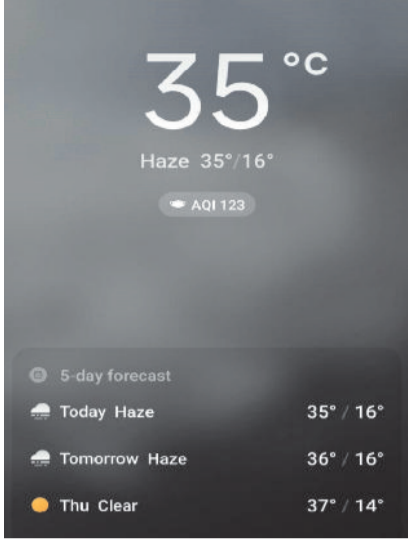 35°C
Haze 35°/16°
AQI 123
5-day forecast
Today Haze 35° / 16°
Tomorrow Haze 36° / 16°
Thu Clear 37° / 14°